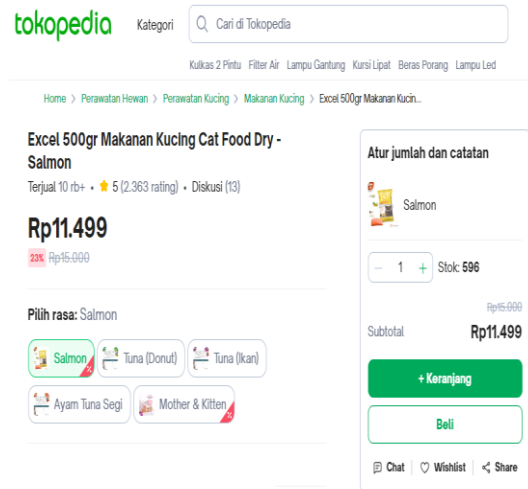 tokopedia
Kategori
Cari di Tokopedia
Kulkas 2 Pintu Filter Air Lampu Gantung Kursi Lipat Beras Porang Lampu Led
Home > Perawatan Hewan > Perawatan Kucing > Makanan Kucing > Excel 500gr Makanan Kucin...
Excel 500gr Makanan Kucing Cat Food Dry -
Salmon
Terjual 10 rb+ • 5 (2.363 rating) • Diskusi (13)
Rp11.499
23% Rp15.000
Pilih rasa: Salmon
Salmon
Tuna (Donut)
Tuna (Ikan)
Ayam Tuna Segi
Mother & Kitten
Atur jumlah dan catatan
Salmon
− 1 + Stok: 596
Rp15.000
Subtotal Rp11.499
+ Keranjang
Beli
Chat
Wishlist
Share